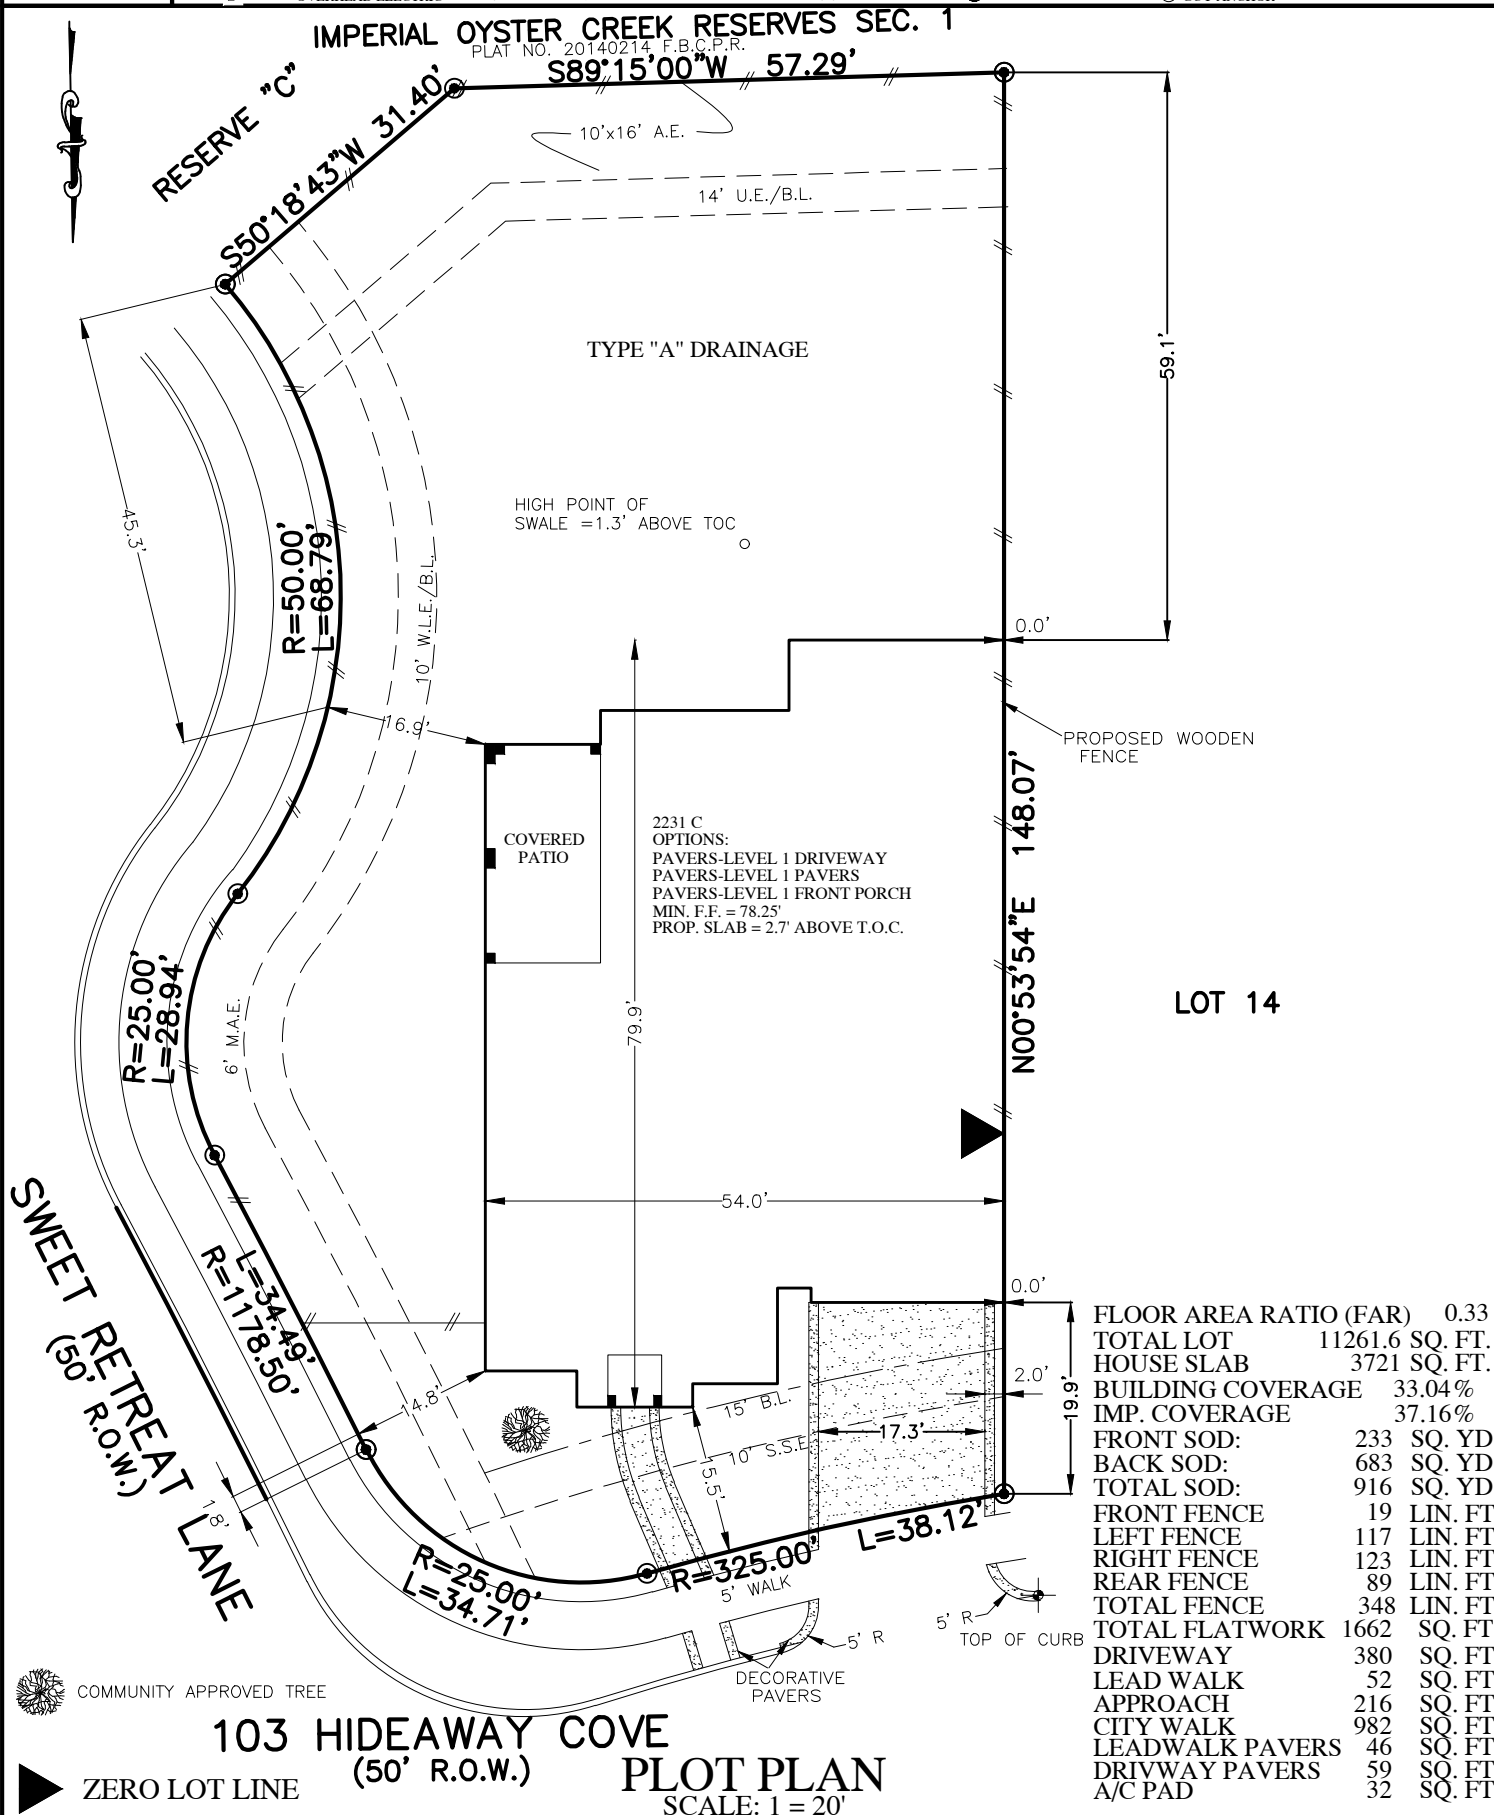 IMPERIAL OYSTER CREEK RESERVES SEC. 1
PLAT NO. 20140214 F.B.C.P.R.
S89°15'00"W 57.29'
RESERVE "C"
S50°18'43"W 31.40'
10'x16' A.E.
14' U.E./B.L.
TYPE "A" DRAINAGE
59.1'
45.3'
HIGH POINT OF
SWALE =1.3' ABOVE TOC
R=50.00'
L=68.79'
10' W.L.E./B.L.
0.0'
16.9'
PROPOSED WOODEN
FENCE
COVERED
PATIO
2231 C
OPTIONS:
PAVERS-LEVEL 1 DRIVEWAY
PAVERS-LEVEL 1 PAVERS
PAVERS-LEVEL 1 FRONT PORCH
MIN. F.F. = 78.25'
PROP. SLAB = 2.7' ABOVE T.O.C.
N00°53'54"E 148.07'
LOT 14
R=25.00'
L=28.94'
6' M.A.E.
79.9'
54.0'
SWEET RETREAT LANE
(50' R.O.W.)
L=34.49'
R=1178.50'
0.0'
2.0'
19.9'
14.8'
15' B.L.
10' S.S.E.
17.3'
15.5'
1.8'
R=25.00'
L=34.71'
R=325.00'
L=38.12'
5' WALK
5' R
5' R
TOP OF CURB
DECORATIVE
PAVERS
FLOOR AREA RATIO (FAR) 0.33
TOTAL LOT 11261.6 SQ. FT.
HOUSE SLAB 3721 SQ. FT.
BUILDING COVERAGE 33.04%
IMP. COVERAGE 37.16%
FRONT SOD: 233 SQ. YD
BACK SOD: 683 SQ. YD
TOTAL SOD: 916 SQ. YD
FRONT FENCE 19 LIN. FT
LEFT FENCE 117 LIN. FT
RIGHT FENCE 123 LIN. FT
REAR FENCE 89 LIN. FT
TOTAL FENCE 348 LIN. FT
TOTAL FLATWORK 1662 SQ. FT
DRIVEWAY 380 SQ. FT
LEAD WALK 52 SQ. FT
APPROACH 216 SQ. FT
CITY WALK 982 SQ. FT
LEADWALK PAVERS 46 SQ. FT
DRIVWAY PAVERS 59 SQ. FT
A/C PAD 32 SQ. FT
COMMUNITY APPROVED TREE
103 HIDEAWAY COVE
(50' R.O.W.)
ZERO LOT LINE
PLOT PLAN
SCALE: 1 = 20'